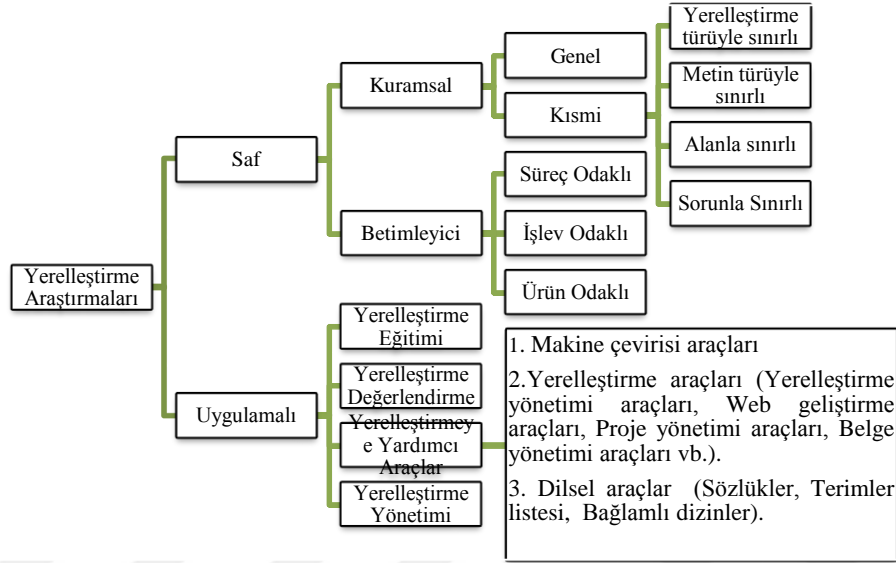 Yerelleştirme
Araştırmaları
Saf
Kuramsal
Genel
Kısmi
Yerelleştirme
türüyle sınırlı
Metin türüyle
sınırlı
Alanla sınırlı
Sorunla Sınırlı
Betimleyici
Süreç Odaklı
İşlev Odaklı
Ürün Odaklı
Uygulamalı
Yerelleştirme
Eğitimi
Yerelleştirme
Değerlendirme
Yerelleştirmey
e Yardımcı
Araçlar
Yerelleştirme
Yönetimi
1. Makine çevirisi araçları
2.Yerelleştirme araçları (Yerelleştirme
yönetimi araçları, Web geliştirme
araçları, Proje yönetimi araçları, Belge
yönetimi araçları vb.).
3. Dilsel araçlar (Sözlükler, Terimler
listesi, Bağlamlı dizinler).